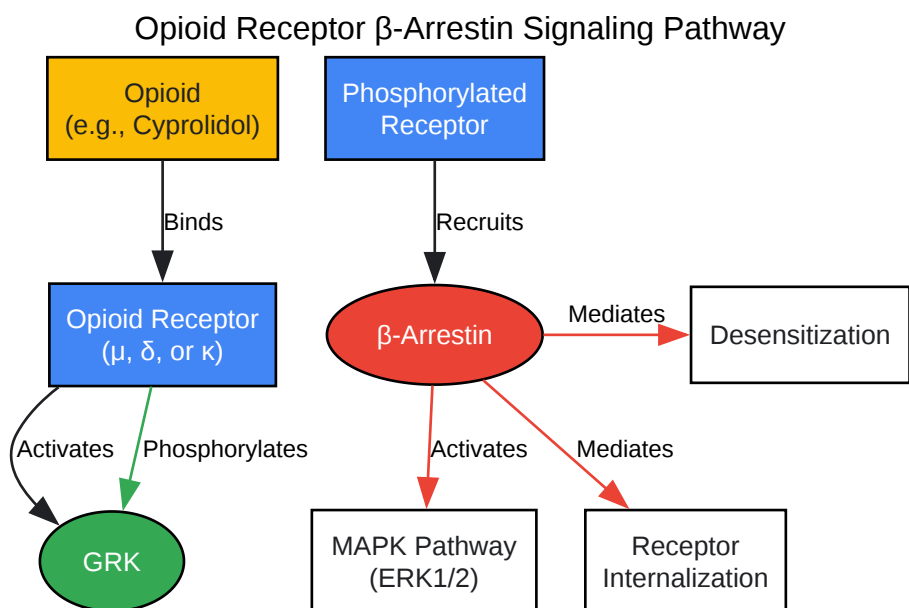 Opioid Receptor β-Arrestin Signaling Pathway
Opioid
(e.g., Cyprolidol)
Phosphorylated
Receptor
Binds
Recruits
Opioid Receptor
(μ, δ, or κ)
β-Arrestin
Mediates
Desensitization
Activates
Phosphorylates
Activates
Mediates
GRK
MAPK Pathway
(ERK1/2)
Receptor
Internalization